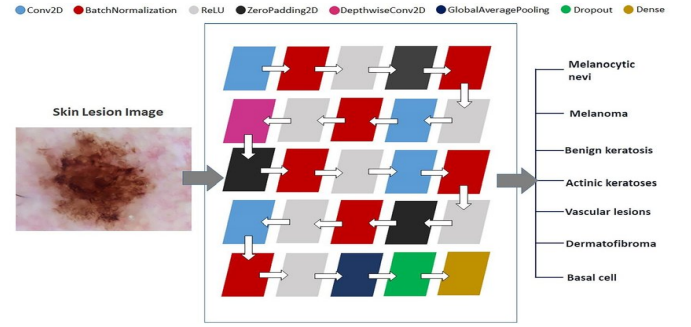 Conv2D BatchNormalization ReLU ZeroPadding2D DepthwiseConv2D GlobalAveragePooling Dropout Dense
Skin Lesion Image
Melanocytic
nevi
Melanoma
Benign keratosis
Actinic keratoses
Vascular lesions
Dermatofibroma
Basal cell